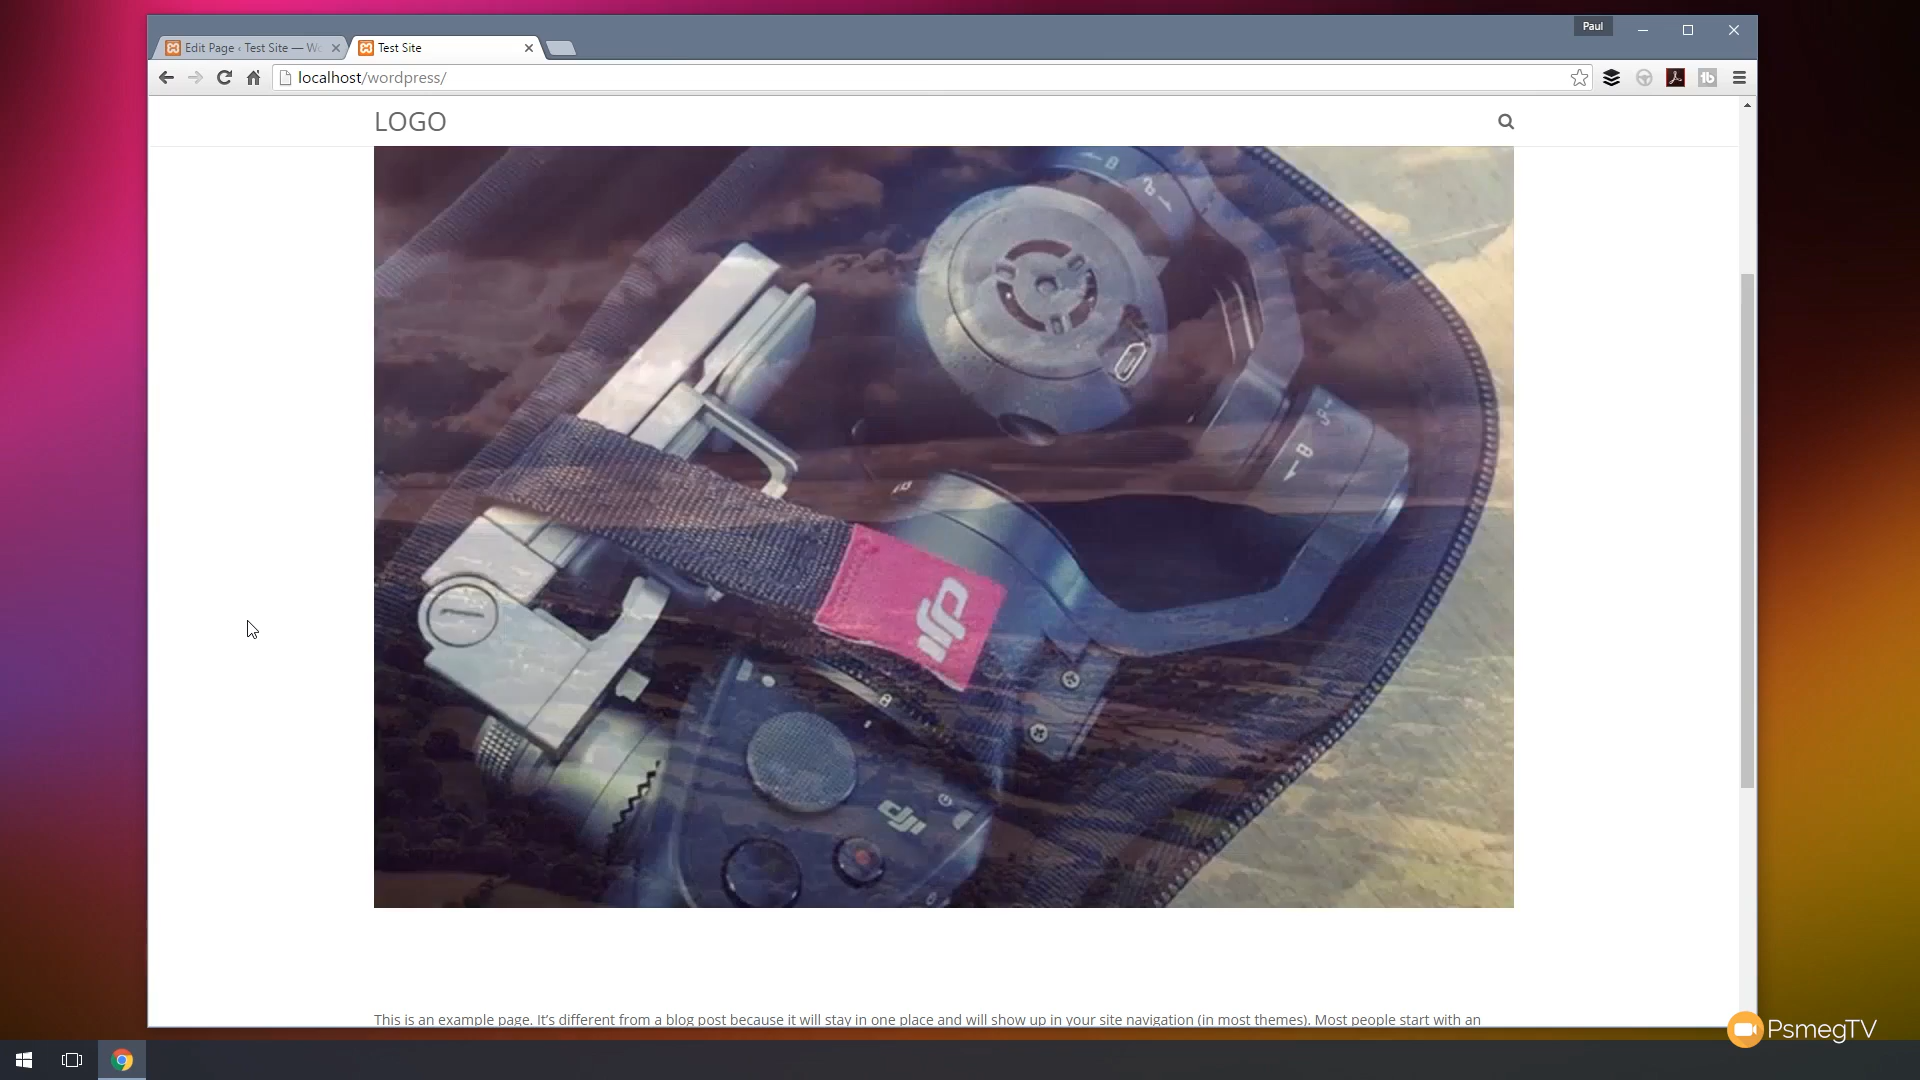 Paul
Edit Page ‹ Test Site — W
Test Site
localhost/wordpress/
LOGO
dji
dji
This is an example page. It's different from a blog post because it will stay in one place and will show up in your site navigation (in most themes). Most people start with an
PsmegTV